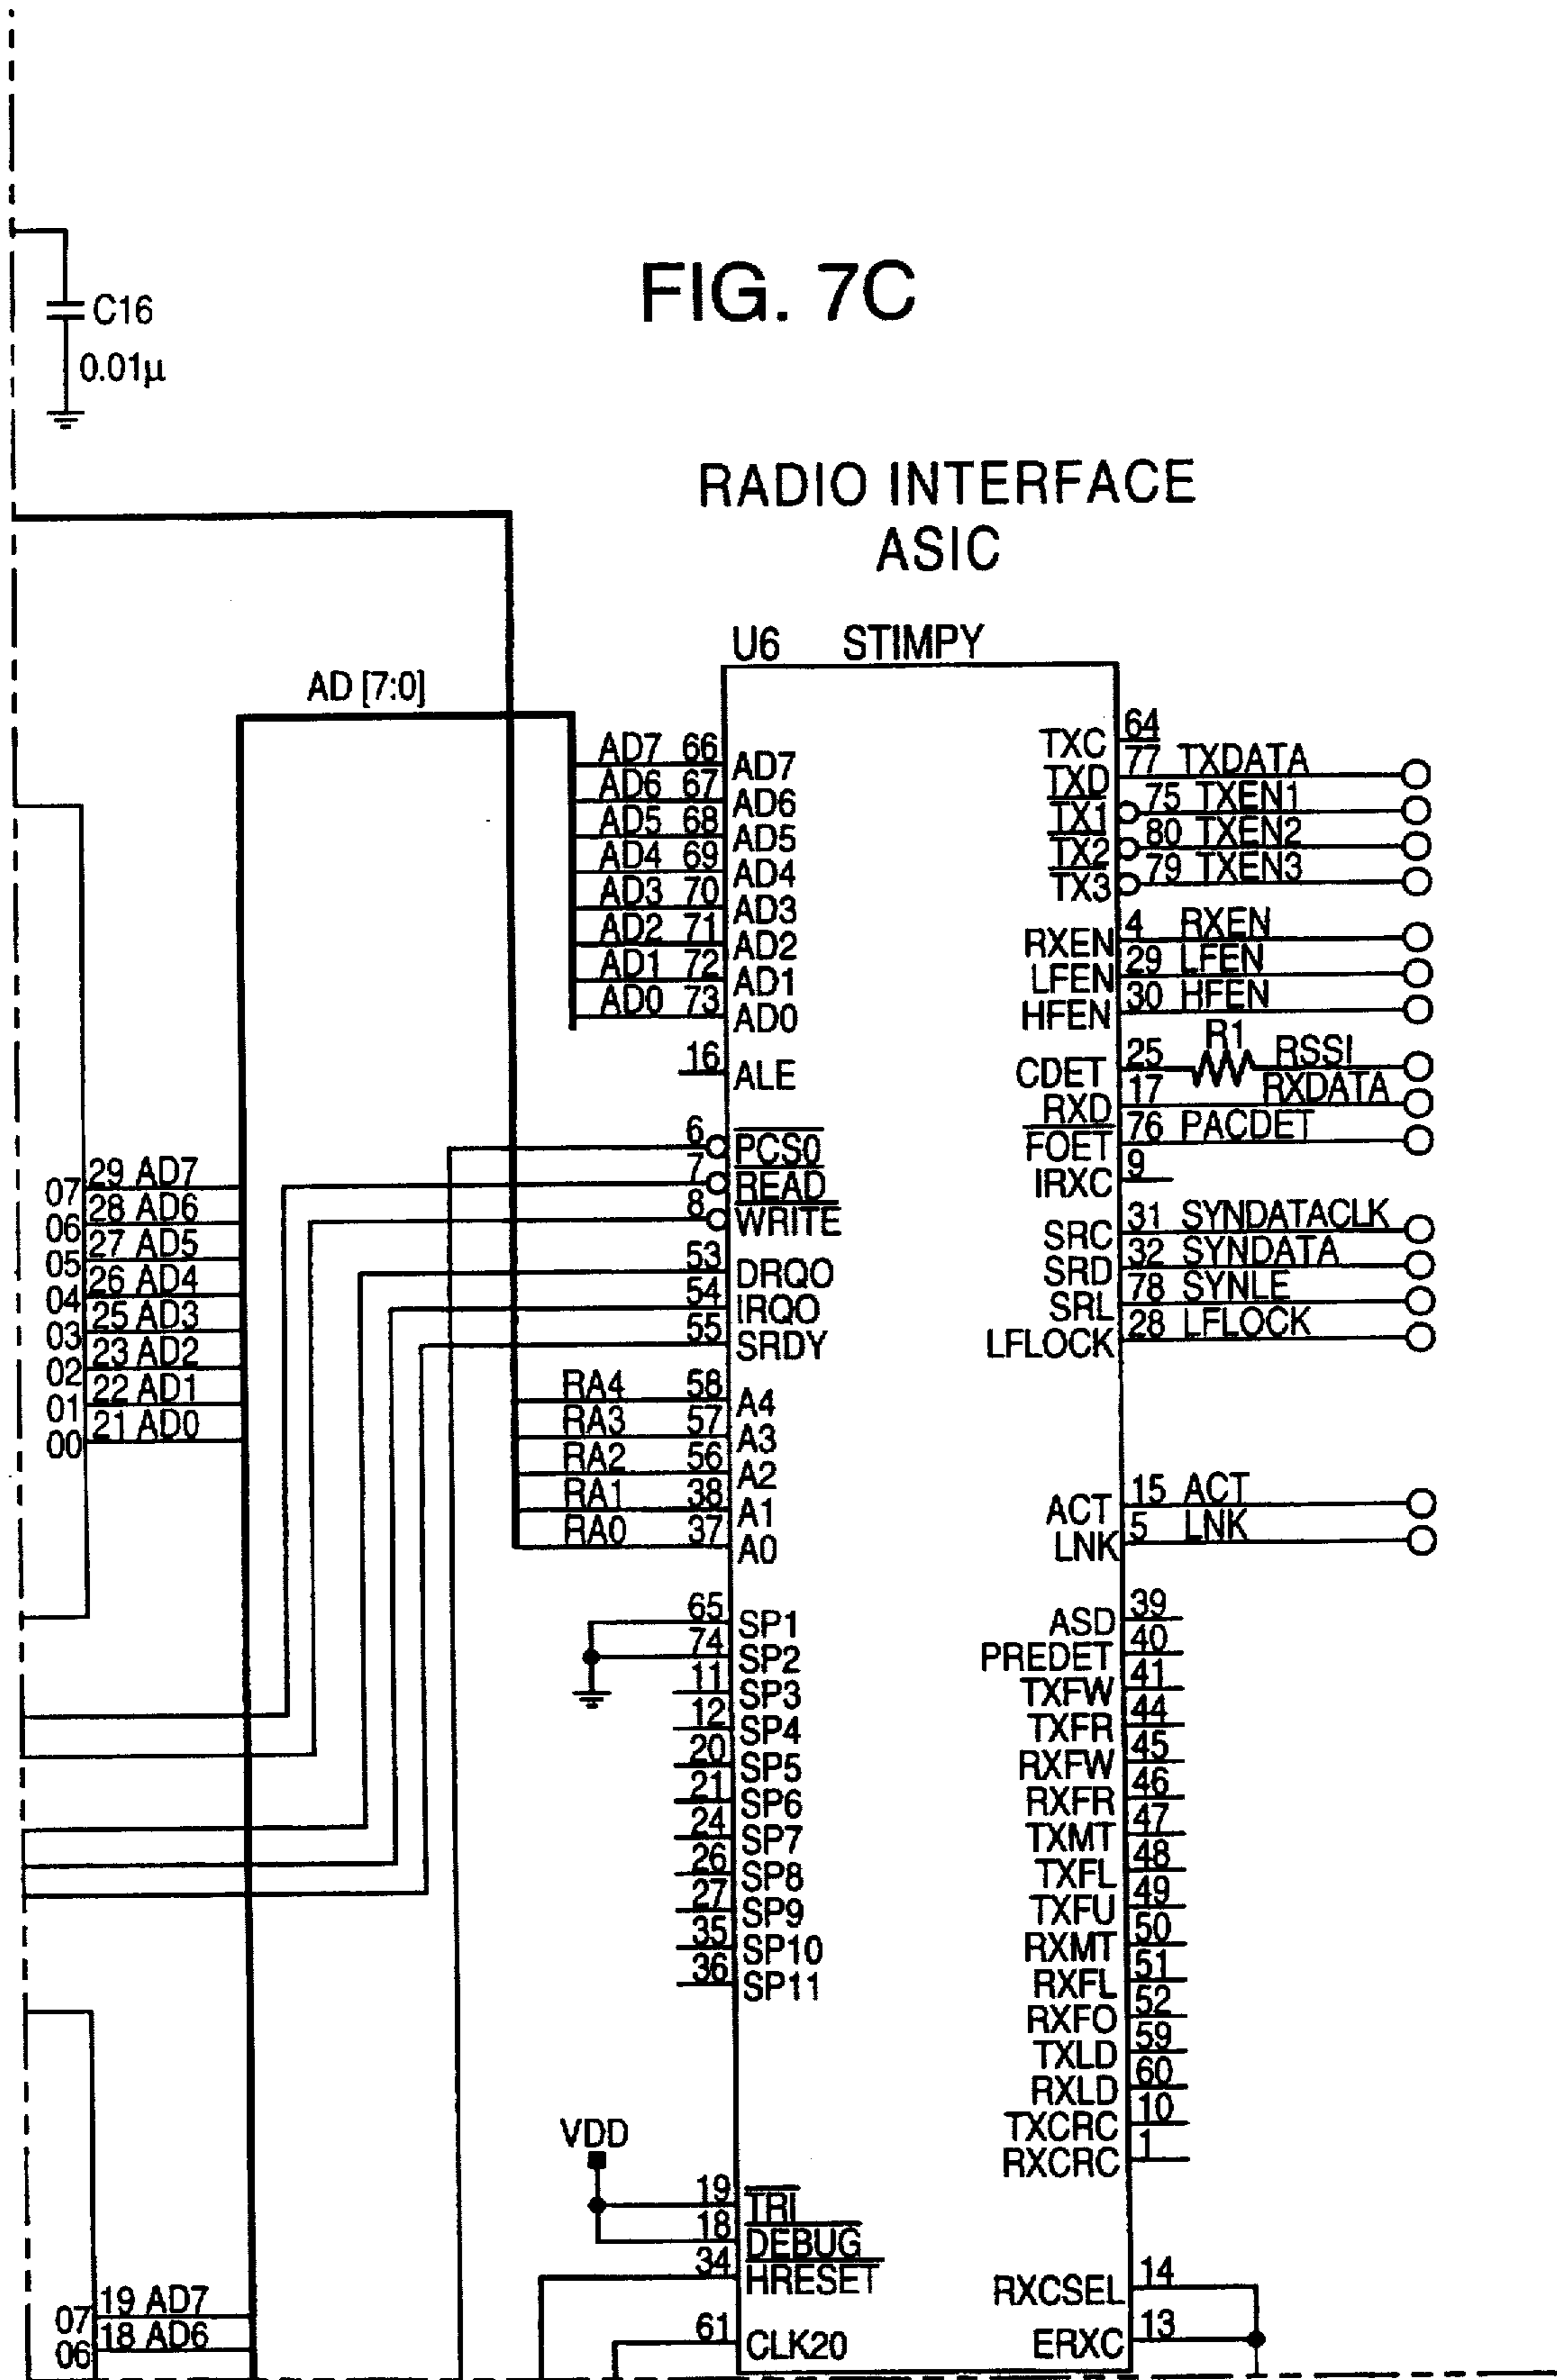 C16
0.01µ
FIG. 7C
RADIO INTERFACE
ASIC
U6 STIMPY
AD [7:0]
AD7 66 AD7
AD6 67 AD6
AD5 68 AD5
AD4 69 AD4
AD3 70 AD3
AD2 71 AD2
AD1 72 AD1
AD0 73 AD0
16 ALE
6 PCS0
7 READ
8 WRITE
53 DRQO
54 IRQO
55 SRDY
RA4 58 A4
RA3 57 A3
RA2 56 A2
RA1 38 A1
RA0 37 A0
65 SP1
74 SP2
11 SP3
12 SP4
20 SP5
21 SP6
24 SP7
26 SP8
27 SP9
35 SP10
36 SP11
VDD
19 TRI
18 DEBUG
34 HRESET
61 CLK20
TXC 64
TXD 77 TXDATA
TX1 75 TXEN1
TX2 80 TXEN2
TX3 79 TXEN3
RXEN 4 RXEN
LFEN 29 LFEN
HFEN 30 HFEN
CDET 25 R1 RSSI
RXD 17 RXDATA
FOET 76 PACDET
IRXC 9
SRC 31 SYNDATACLK
SRD 32 SYNDATA
SRL 78 SYNLE
LFLOCK 28 LFLOCK
ACT 15 ACT
LNK 5 LNK
ASD 39
PREDET 40
TXFW 41
TXFR 44
RXFW 45
RXFR 46
TXMT 47
TXFL 48
TXFU 49
RXMT 50
RXFL 51
RXFO 52
TXLD 59
RXLD 60
TXCRC 10
RXCRC 1
RXCSEL 14
ERXC 13
07 29 AD7
06 28 AD6
05 27 AD5
04 26 AD4
03 25 AD3
02 23 AD2
01 22 AD1
00 21 AD0
07 19 AD7
06 18 AD6